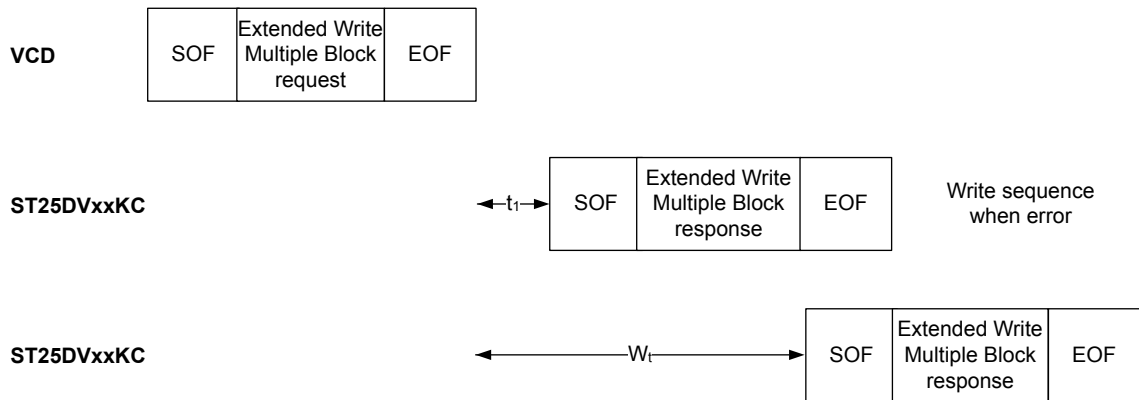 VCD
SOF
Extended Write
Multiple Block
request
EOF
ST25DVxxKC
t₁
SOF
Extended Write
Multiple Block
response
EOF
Write sequence
when error
ST25DVxxKC
Wₜ
SOF
Extended Write
Multiple Block
response
EOF